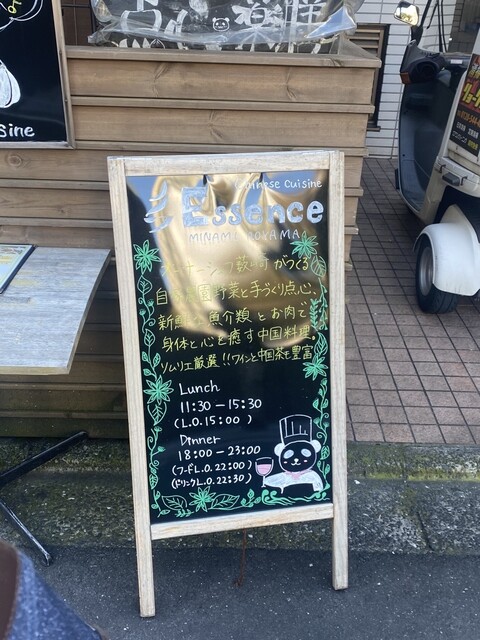 sine
Chinese Cuisine
Essence
MINAMI AOYAMA
オーナーシェフ薮崎がつくる
自家農園野菜と手づくり点心、
新鮮な魚介類とお肉で
身体と心を癒す中国料理。
ソムリエ厳選!!ワインと中国茶も豊富
Lunch
11:30-15:30
(L.O.15:00)
Dinner
18:00-23:00
(フードL.O.22:00)
(ドリンクL.O.22:30)